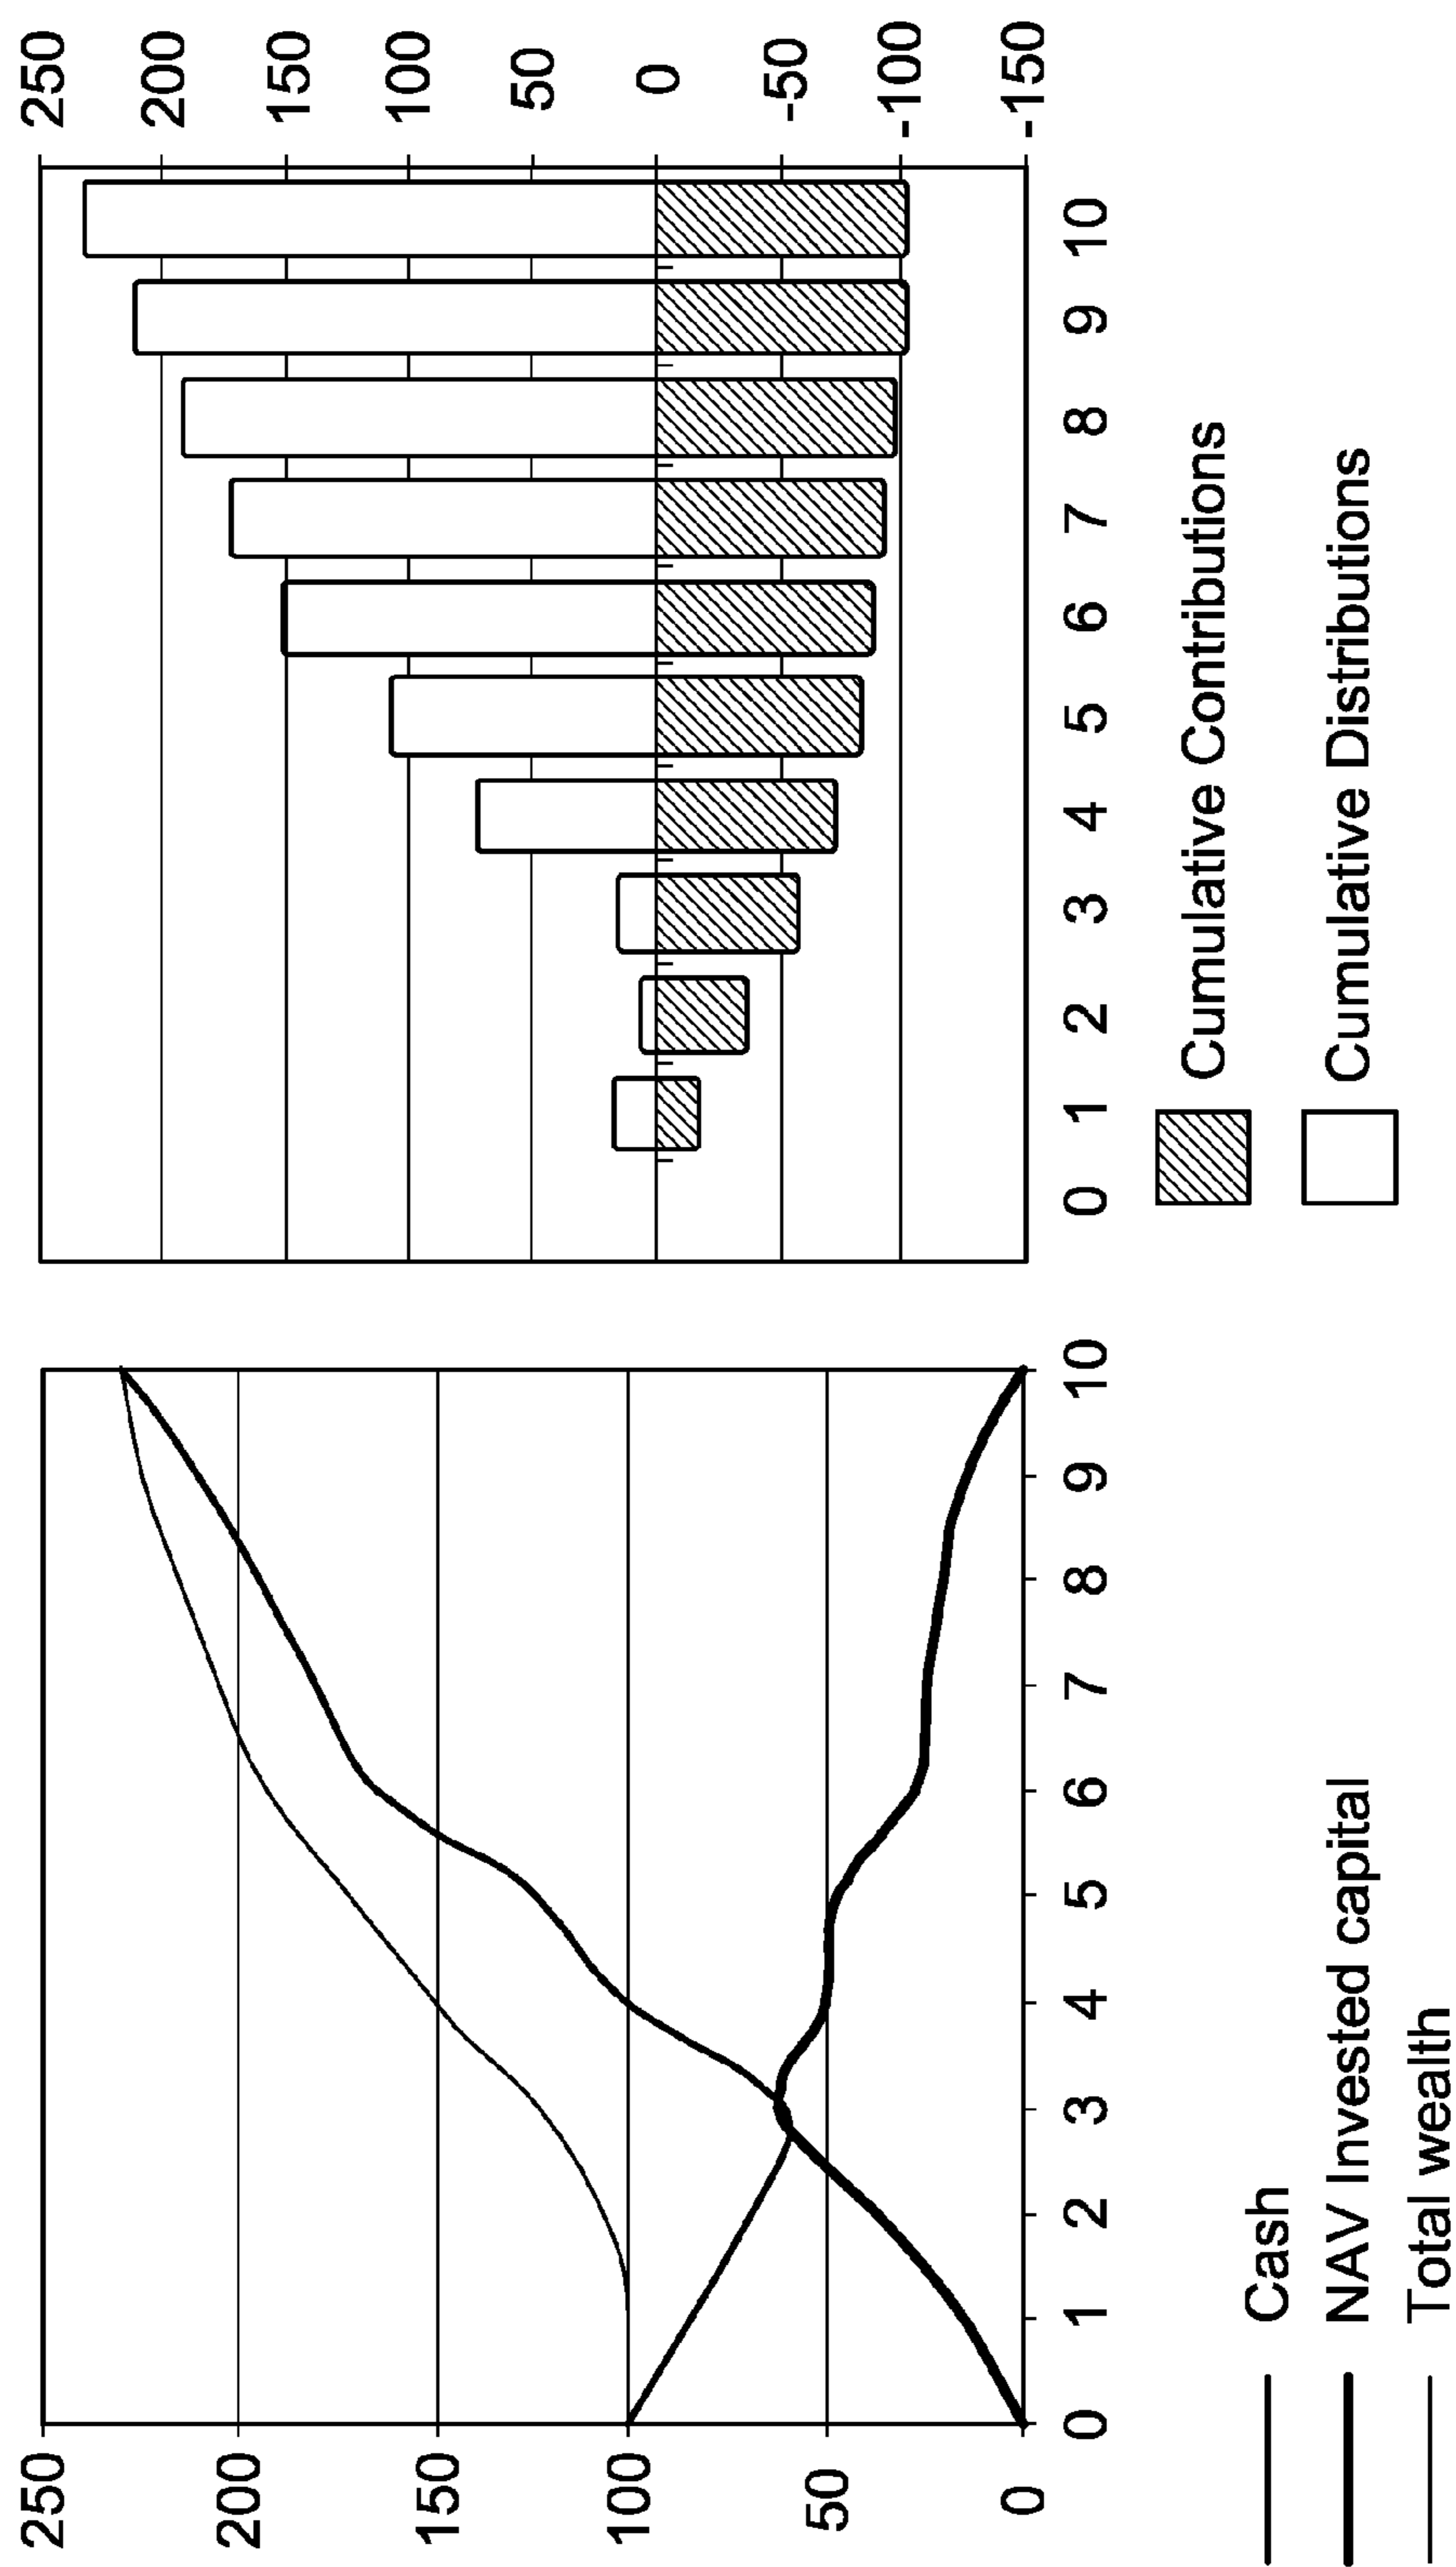 250
200
150
100
50
0
0 1 2 3 4 5 6 7 8 9 10
Cash
NAV Invested capital
Total wealth
250
200
150
100
50
0
-50
-100
-150
0 1 2 3 4 5 6 7 8 9 10
Cumulative Contributions
Cumulative Distributions